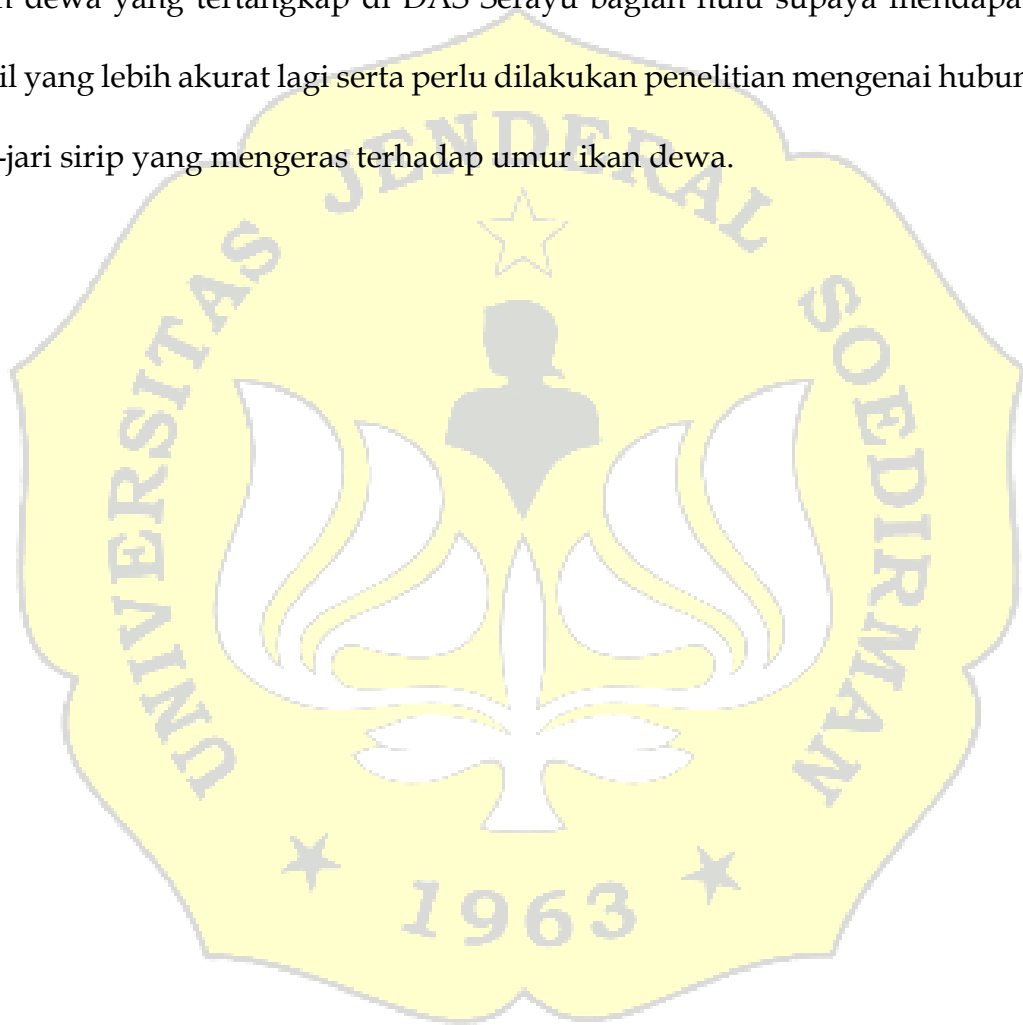 dewa yang tertangkap di DAS Serayu bagian hulu supaya mendapa
il yang lebih akurat lagi serta perlu dilakukan penelitian mengenai hubun
-jari sirip yang mengeras terhadap umur ikan dewa.
UNIVERSITAS JENDERAL SOEDIRMAN
1963